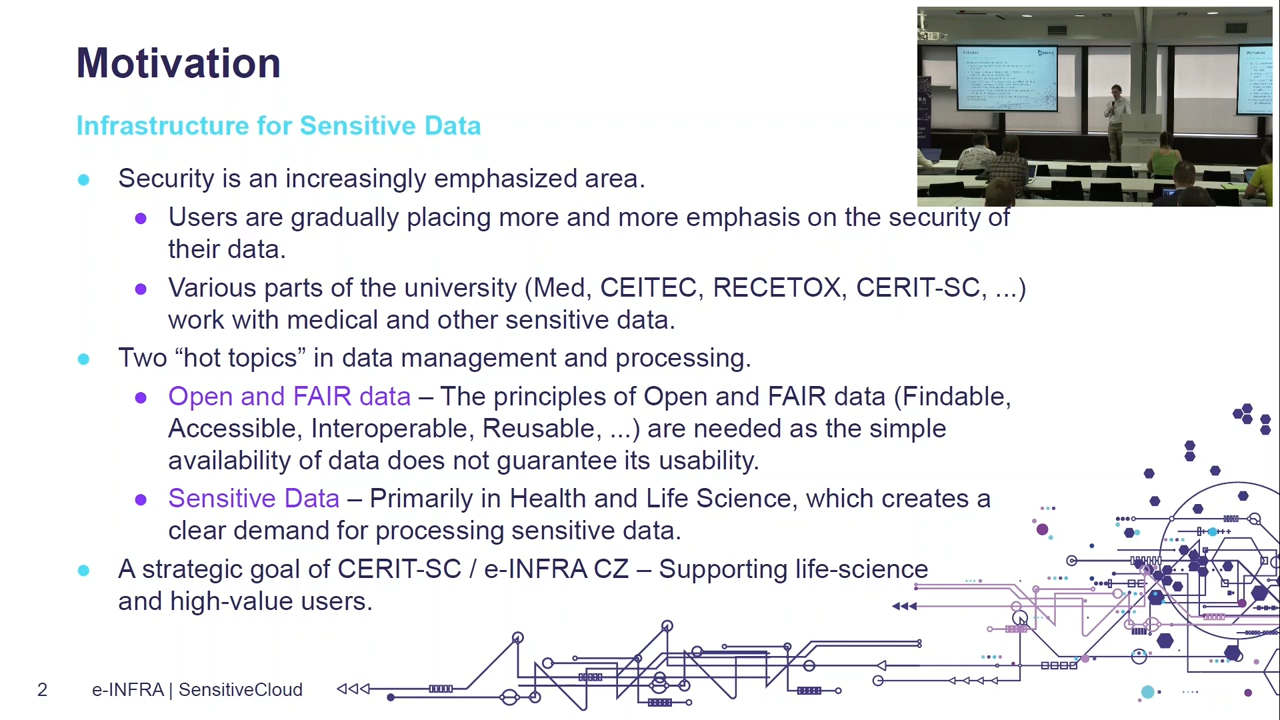 Motivation
Infrastructure for Sensitive Data
● Security is an increasingly emphasized area.
● Users are gradually placing more and more emphasis on the security of
their data.
● Various parts of the university (Med, CEITEC, RECETOX, CERIT-SC, ...)
work with medical and other sensitive data.
● Two “hot topics” in data management and processing.
● Open and FAIR data – The principles of Open and FAIR data (Findable,
Accessible, Interoperable, Reusable, ...) are needed as the simple
availability of data does not guarantee its usability.
● Sensitive Data – Primarily in Health and Life Science, which creates a
clear demand for processing sensitive data.
● A strategic goal of CERIT-SC / e-INFRA CZ – Supporting life-science
and high-value users.
2 e-INFRA | SensitiveCloud